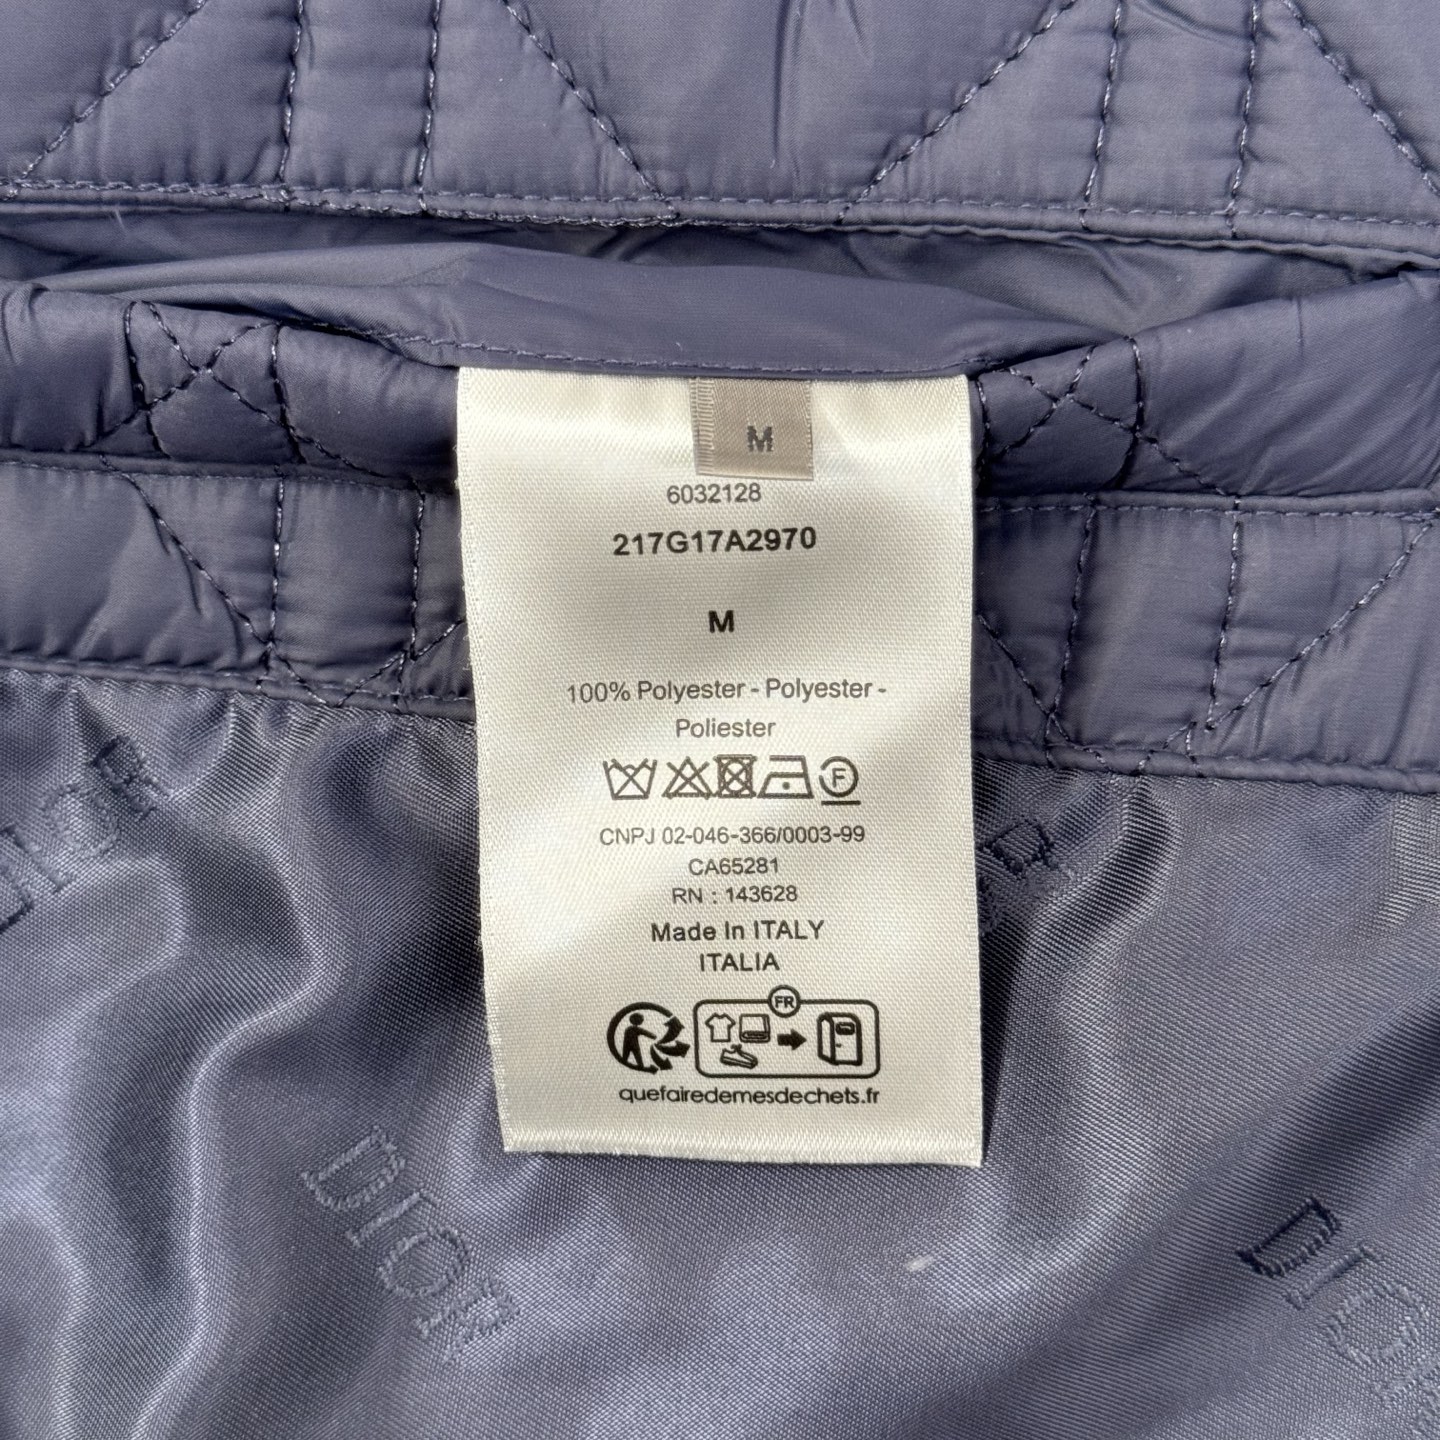 M
6032128
217G17A2970
M
100% Polyester - Polyester -
Poliester
F
CNPJ 02-046-366/0003-99
CA65281
RN : 143628
Made In ITALY
ITALIA
FR
quefairedemesdechets.fr
DIOR
DIOR
DIOR